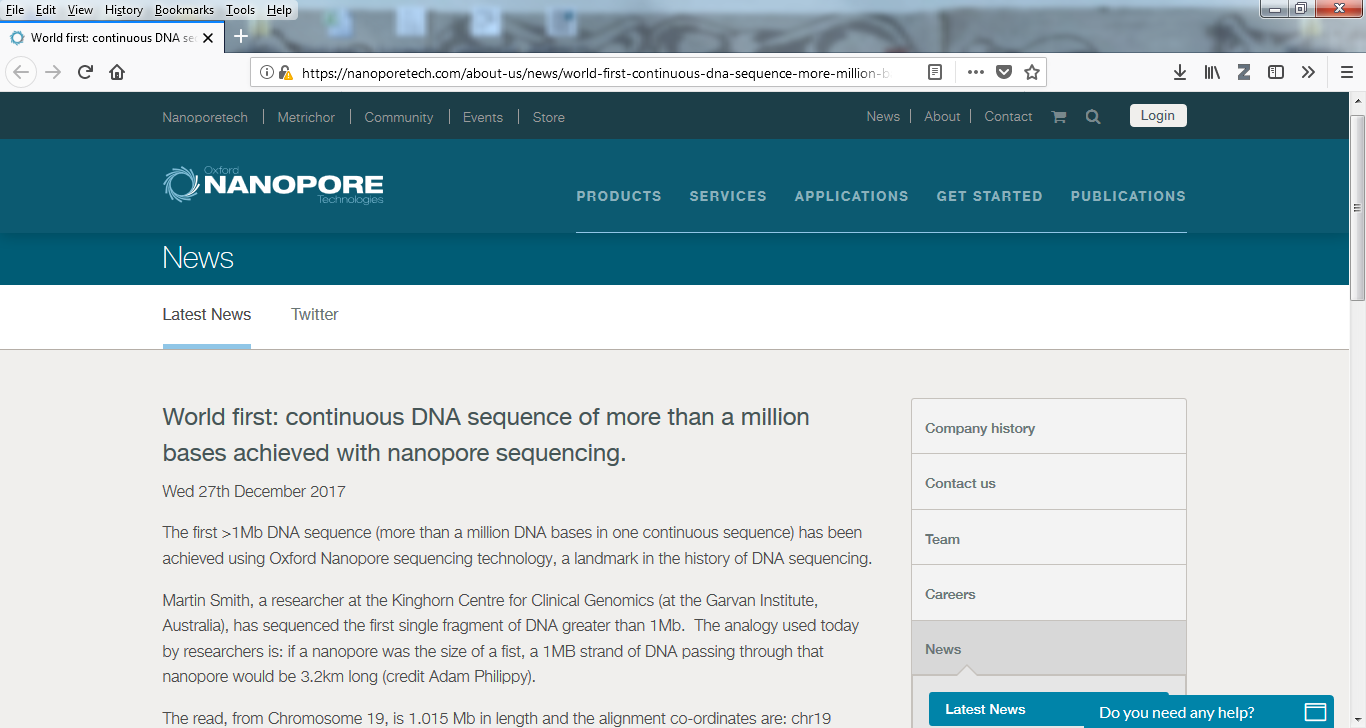 File Edit View History Bookmarks Tools Help
World first: continuous DNA se
https://nanoporetech.com/about-us/news/world-first-continuous-dna-sequence-more-million-b
Nanoporetech | Metrichor | Community | Events | Store
News | About | Contact
Login
Oxford
NANOPORE
Technologies
PRODUCTS SERVICES APPLICATIONS GET STARTED PUBLICATIONS
News
Latest News Twitter
World first: continuous DNA sequence of more than a million
bases achieved with nanopore sequencing.
Wed 27th December 2017
The first >1Mb DNA sequence (more than a million DNA bases in one continuous sequence) has been
achieved using Oxford Nanopore sequencing technology, a landmark in the history of DNA sequencing.
Martin Smith, a researcher at the Kinghorn Centre for Clinical Genomics (at the Garvan Institute,
Australia), has sequenced the first single fragment of DNA greater than 1Mb.  The analogy used today
by researchers is: if a nanopore was the size of a fist, a 1MB strand of DNA passing through that
nanopore would be 3.2km long (credit Adam Philippy).
The read, from Chromosome 19, is 1.015 Mb in length and the alignment co-ordinates are: chr19
Company history
Contact us
Team
Careers
News
Latest News
Do you need any help?